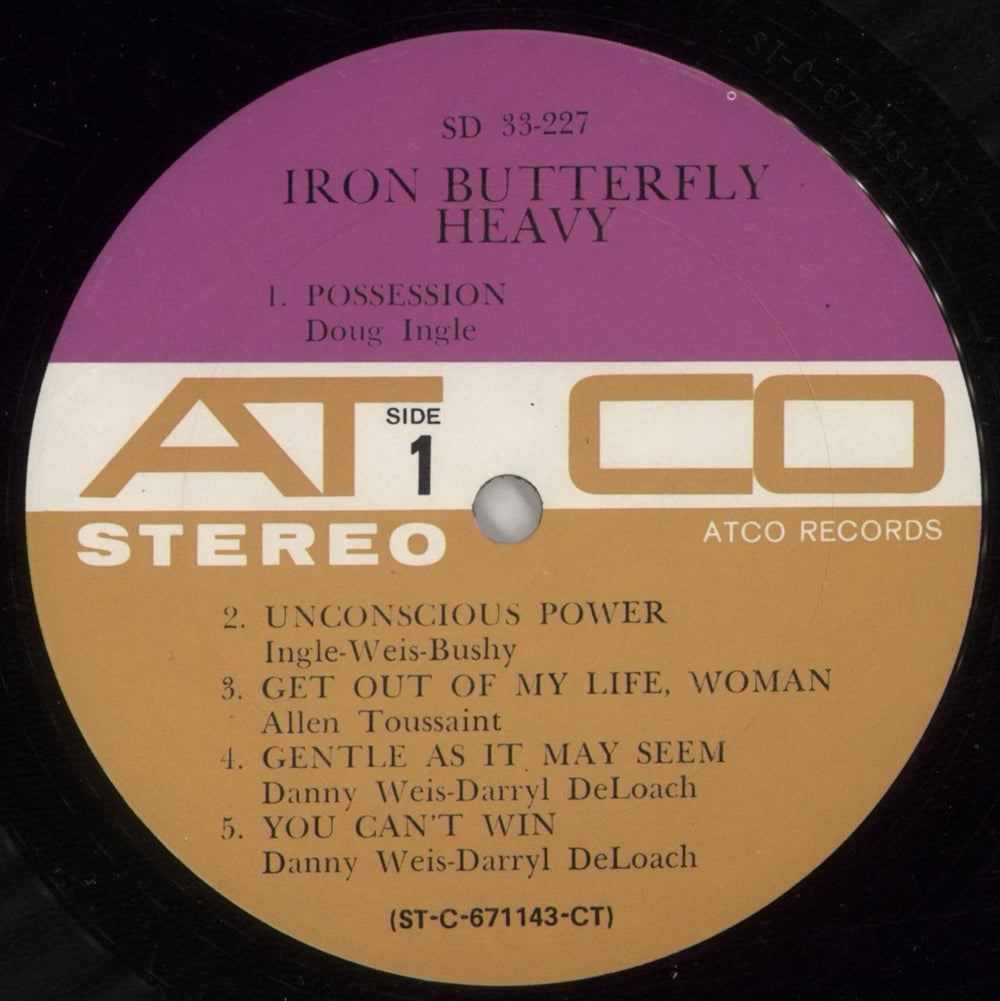 SD 33-227
IRON BUTTERFLY
HEAVY
1. POSSESSION
Doug Ingle
ATCO
SIDE
1
STEREO
ATCO RECORDS
2. UNCONSCIOUS POWER
Ingle-Weis-Bushy
3. GET OUT OF MY LIFE, WOMAN
Allen Toussaint
4. GENTLE AS IT MAY SEEM
Danny Weis-Darryl DeLoach
5. YOU CAN'T WIN
Danny Weis-Darryl DeLoach
(ST-C-671143-CT)